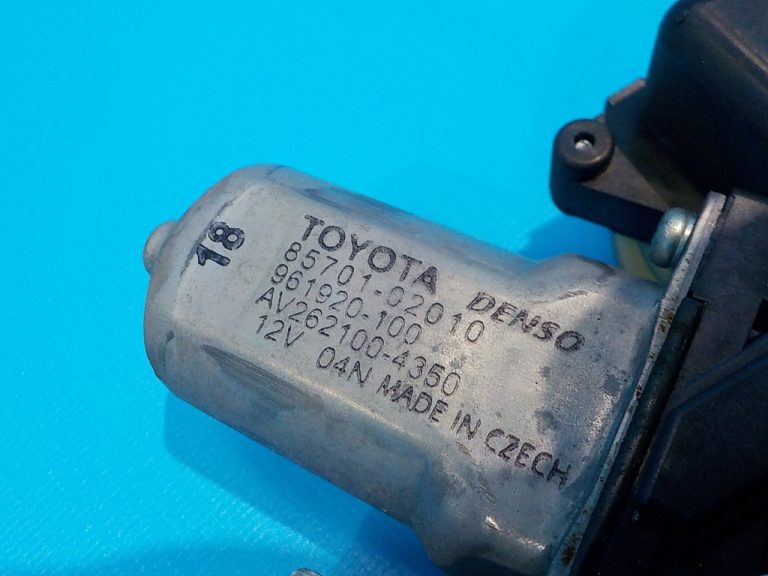 18
TOYOTA
85701-02010
961920-100 DENSO
AV262100-4350
12V 04N MADE IN CZECH